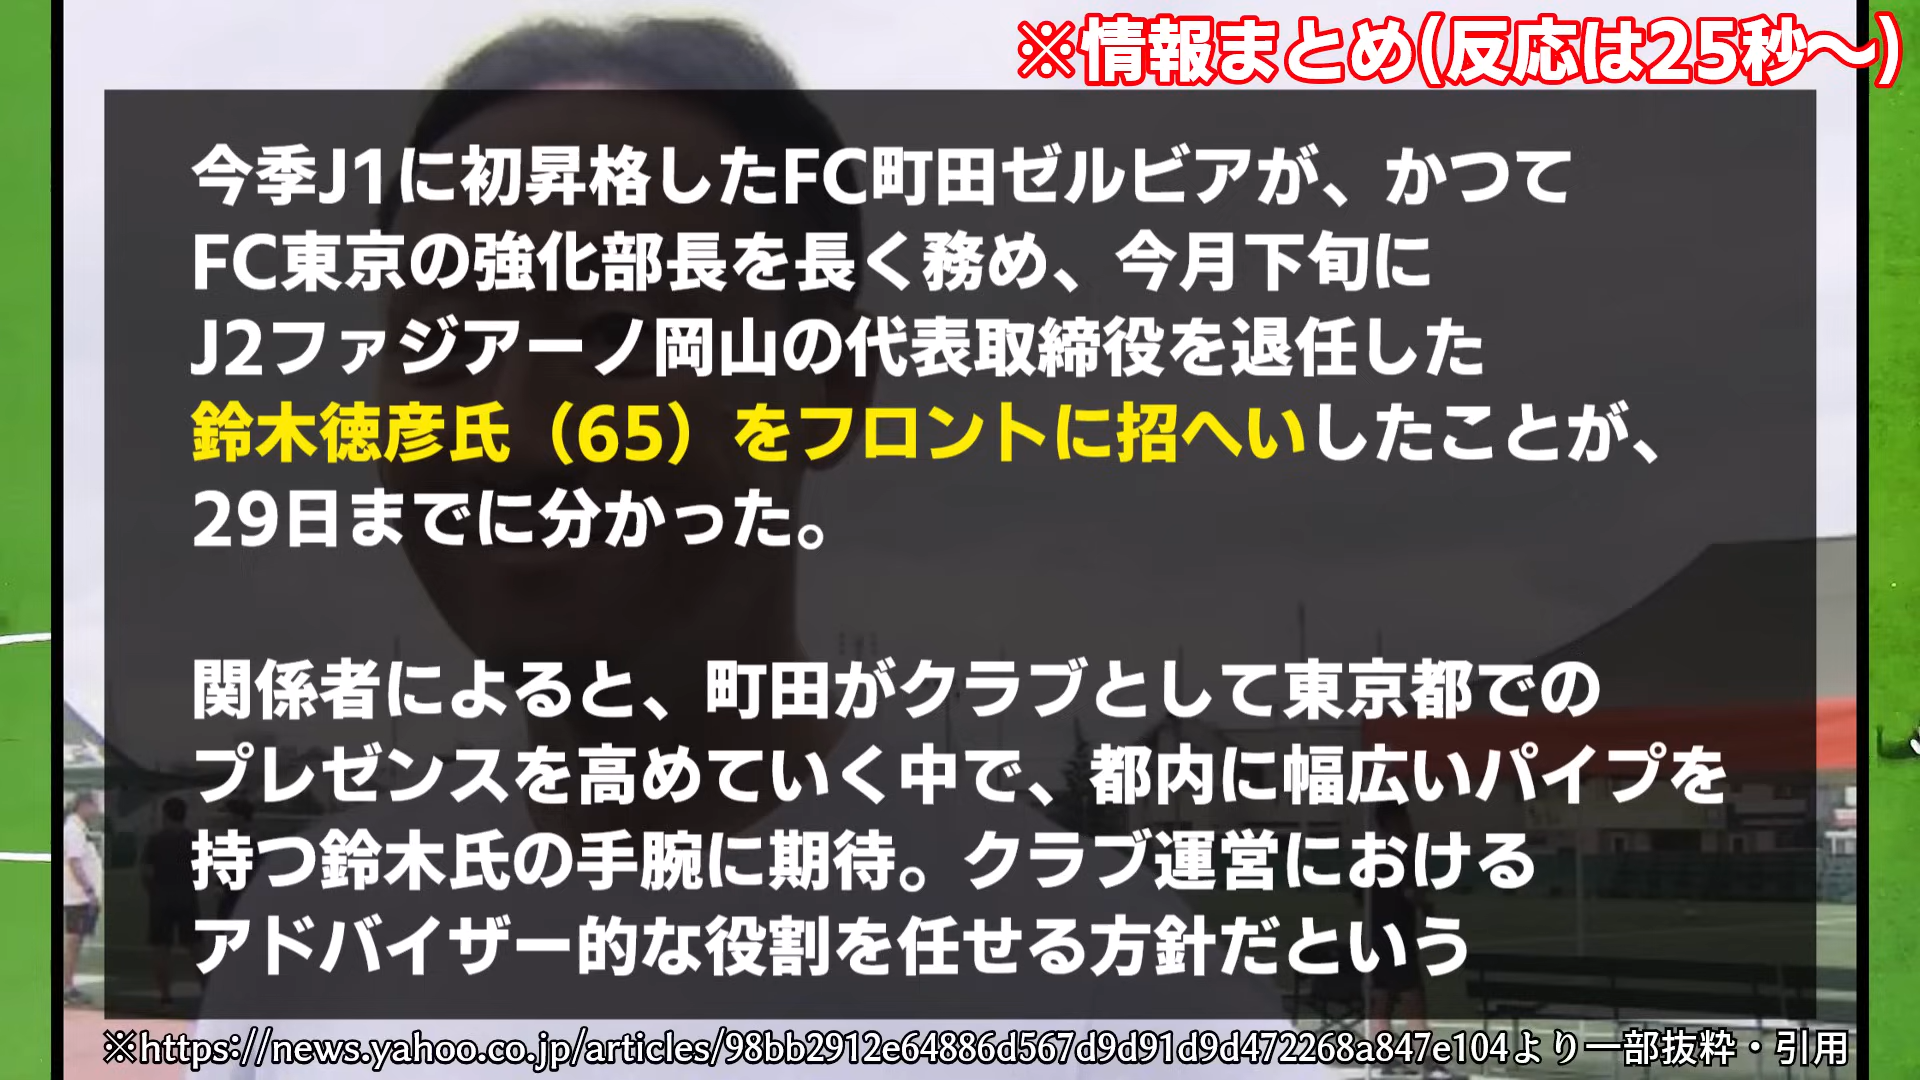 ※情報まとめ(反応は25秒～)
今季J1に初昇格したFC町田ゼルビアが、かつて
FC東京の強化部長を長く務め、今月下旬に
J2ファジアーノ岡山の代表取締役を退任した
鈴木徳彦氏（65）をフロントに招へいしたことが、
29日までに分かった。
関係者によると、町田がクラブとして東京都での
プレゼンスを高めていく中で、都内に幅広いパイプを
持つ鈴木氏の手腕に期待。クラブ運営における
アドバイザー的な役割を任せる方針だという
※https://news.yahoo.co.jp/articles/98bb2912e64886d567d9d91d9d472268a847e104より一部抜粋・引用